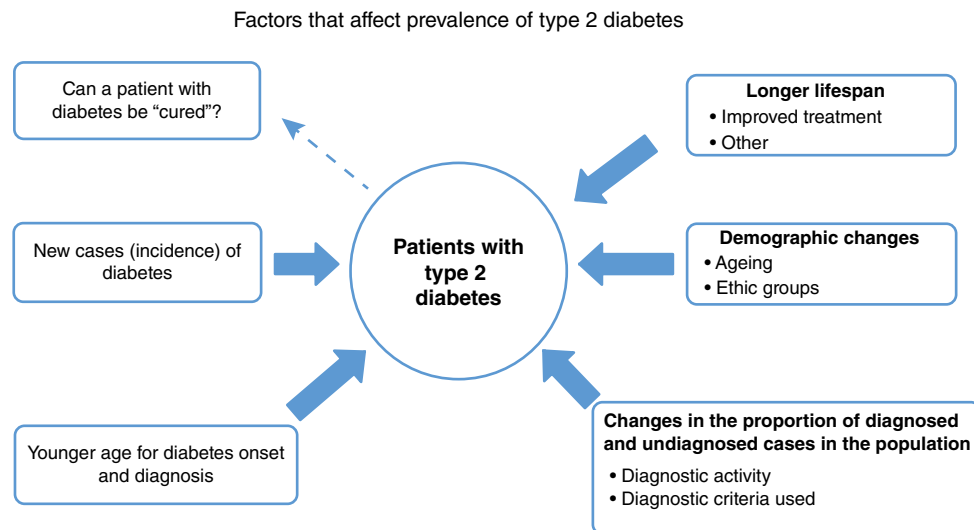 Factors that affect prevalence of type 2 diabetes
Can a patient with
diabetes be “cured”?
New cases (incidence) of
diabetes
Younger age for diabetes onset
and diagnosis
Patients with
type 2
diabetes
Longer lifespan
• Improved treatment
• Other
Demographic changes
• Ageing
• Ethic groups
Changes in the proportion of diagnosed
and undiagnosed cases in the population
• Diagnostic activity
• Diagnostic criteria used